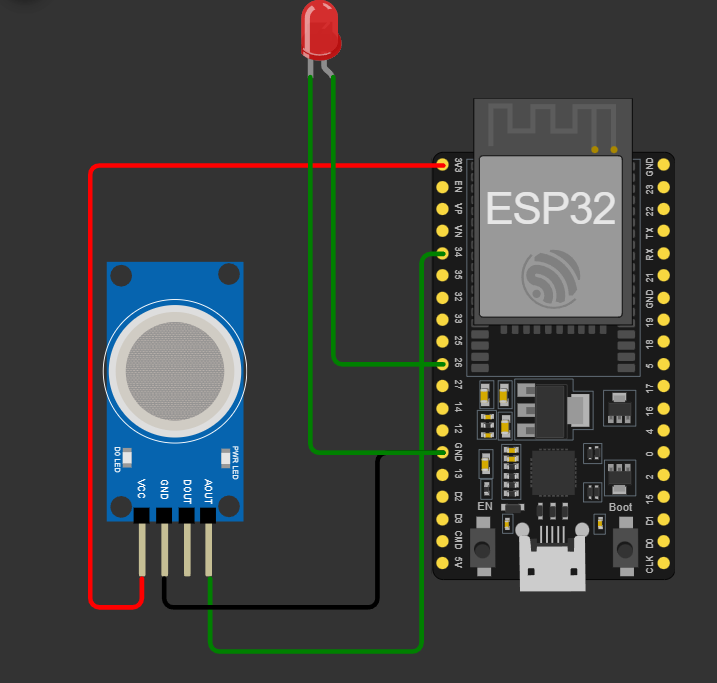 ESP32
3V3
EN
VP
VN
34
35
32
33
25
26
27
14
12
GND
13
D2
D3
CMD
5V
GND
23
22
TX
RX
21
GND
19
18
5
17
16
4
0
2
15
D1
D0
CLK
EN
Boot
DO LED
PWR LED
VCC
GND
DOUT
AOUT